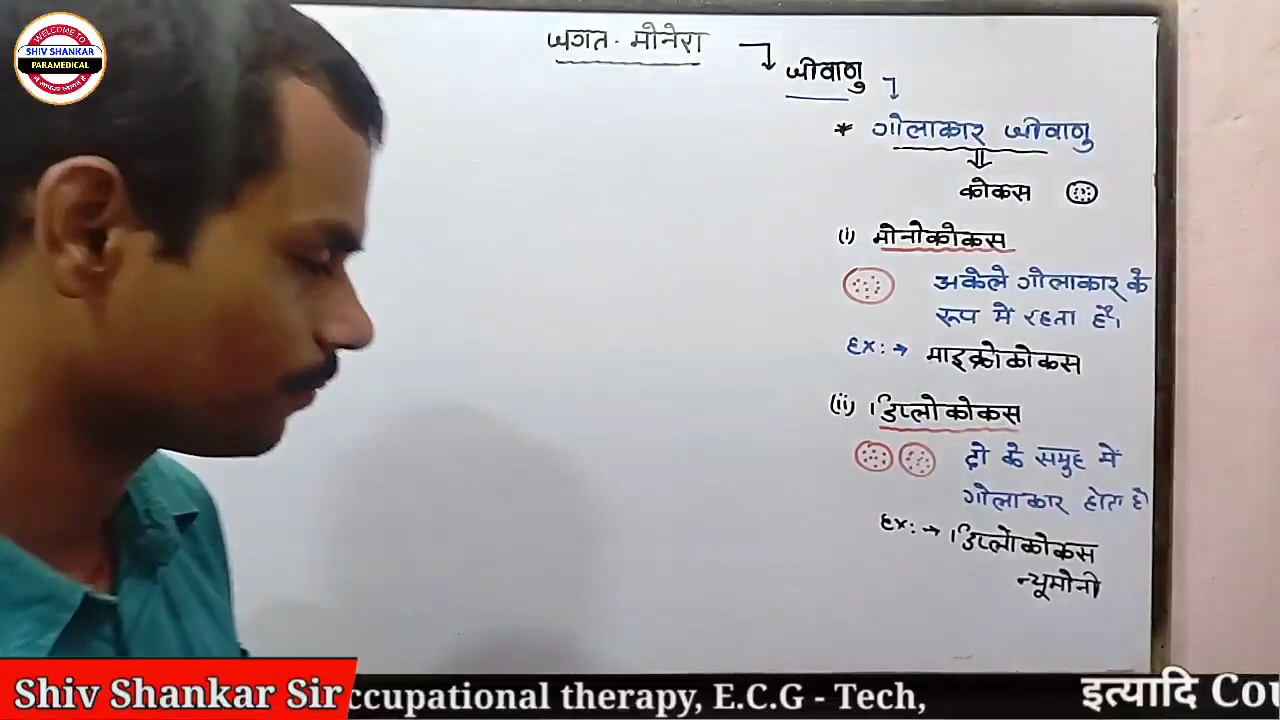 WELCOME TO
SHIV SHANKAR
PARAMEDICAL
जगत - मोनेरा
जीवाणु
* गोलाकार जीवाणु
कोकस
(i) मोनोकोकस
अकेले गोलाकार के
रूप में रहता है।
Ex: → माइक्रोकोकस
(ii) डिप्लोकोकस
दो के समुह में
गोलाकार होता है
Ex: → डिप्लोकोकस
न्यूमोनी
Shiv Shankar Sir
ccupational therapy, E.C.G - Tech,
इत्यादि Cou